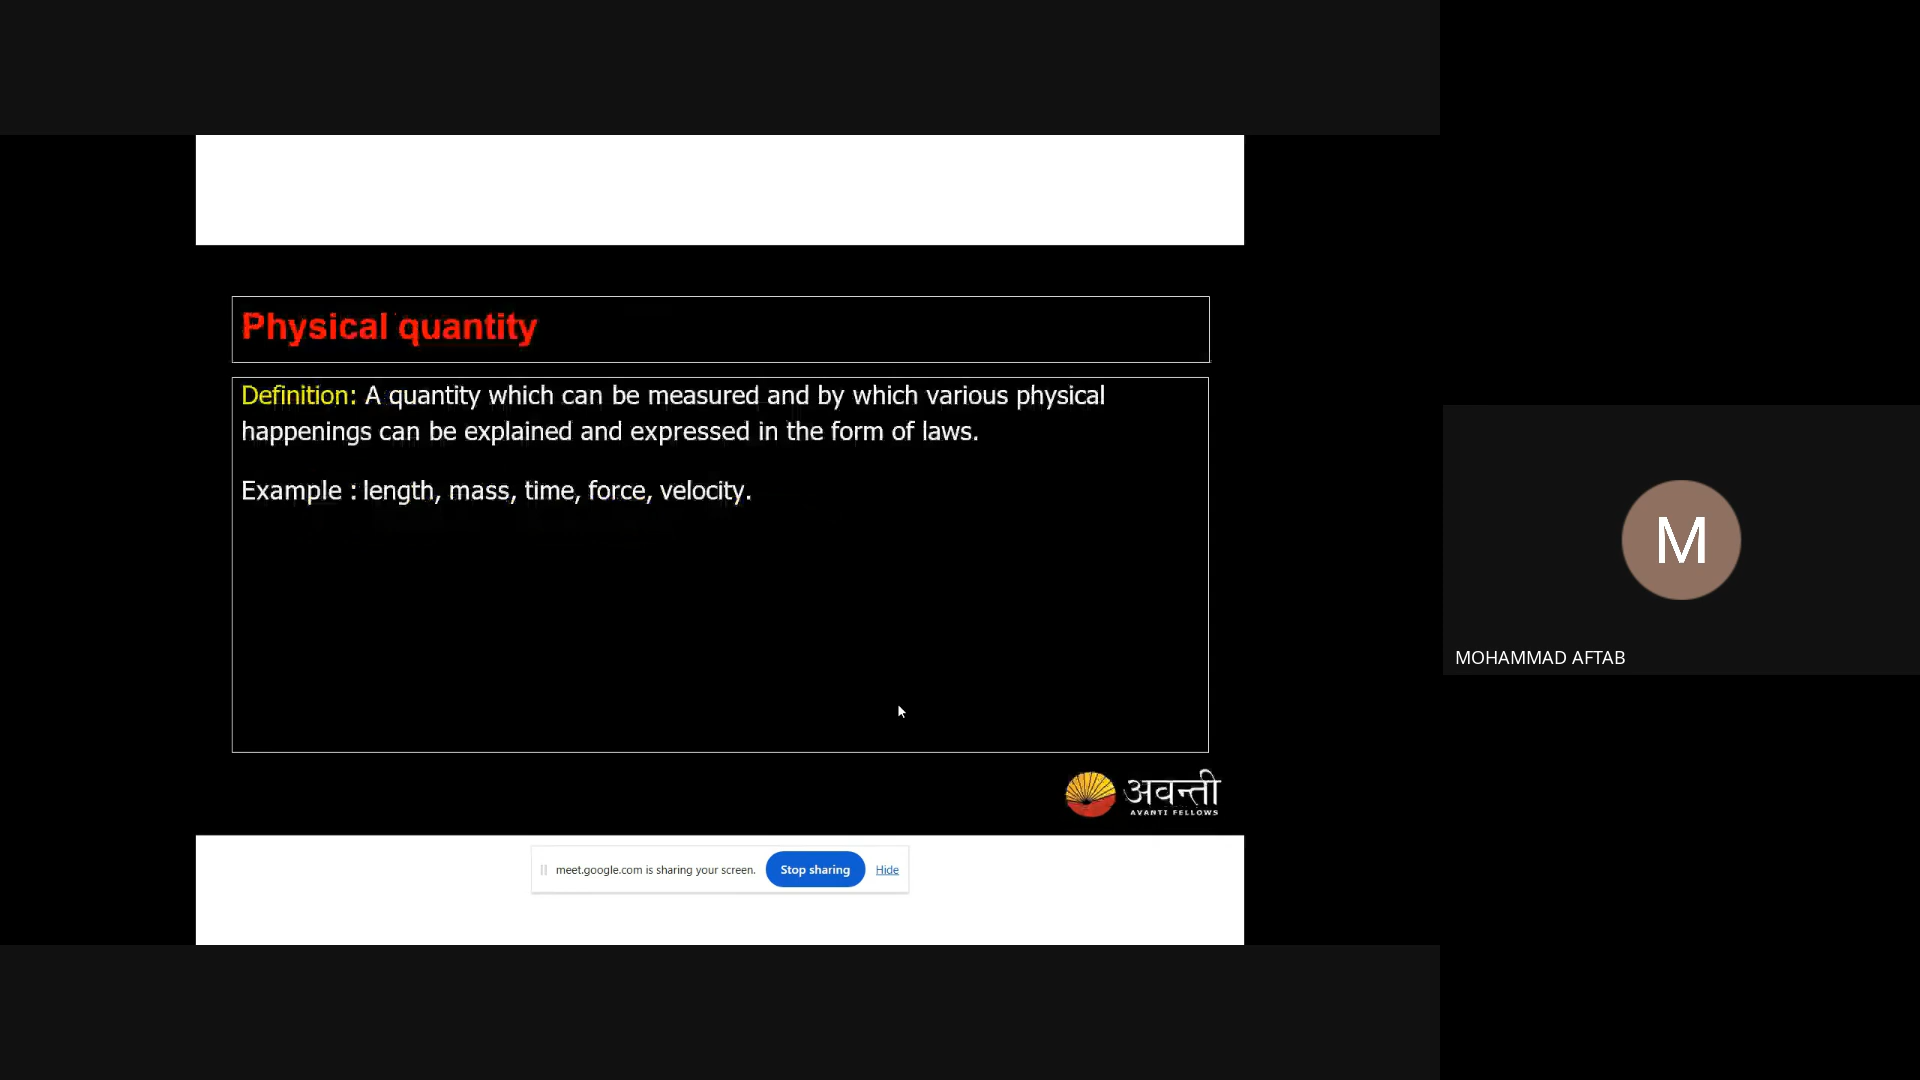 Physical quantity
Definition: A quantity which can be measured and by which various physical
happenings can be explained and expressed in the form of laws.
Example : length, mass, time, force, velocity.
M
MOHAMMAD AFTAB
अवन्ती
AVANTI FELLOWS
meet.google.com is sharing your screen. Stop sharing Hide